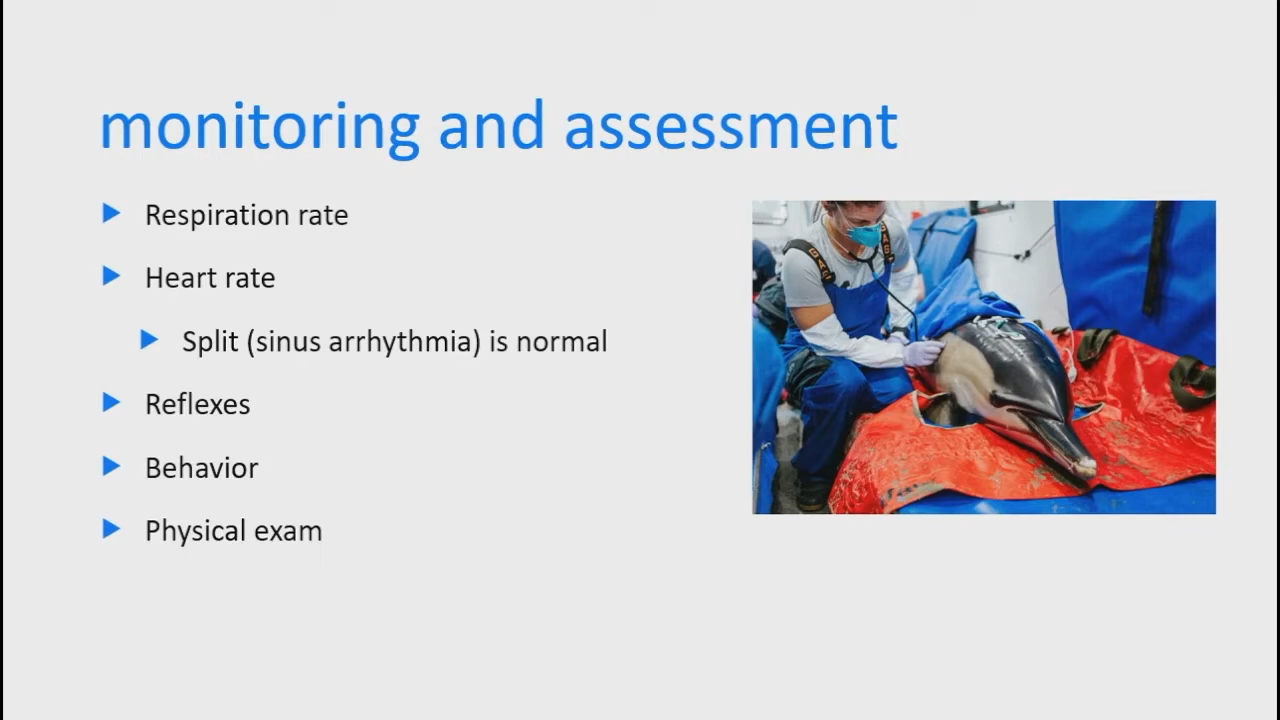 monitoring and assessment
Respiration rate
Heart rate
Split (sinus arrhythmia) is normal
Reflexes
Behavior
Physical exam